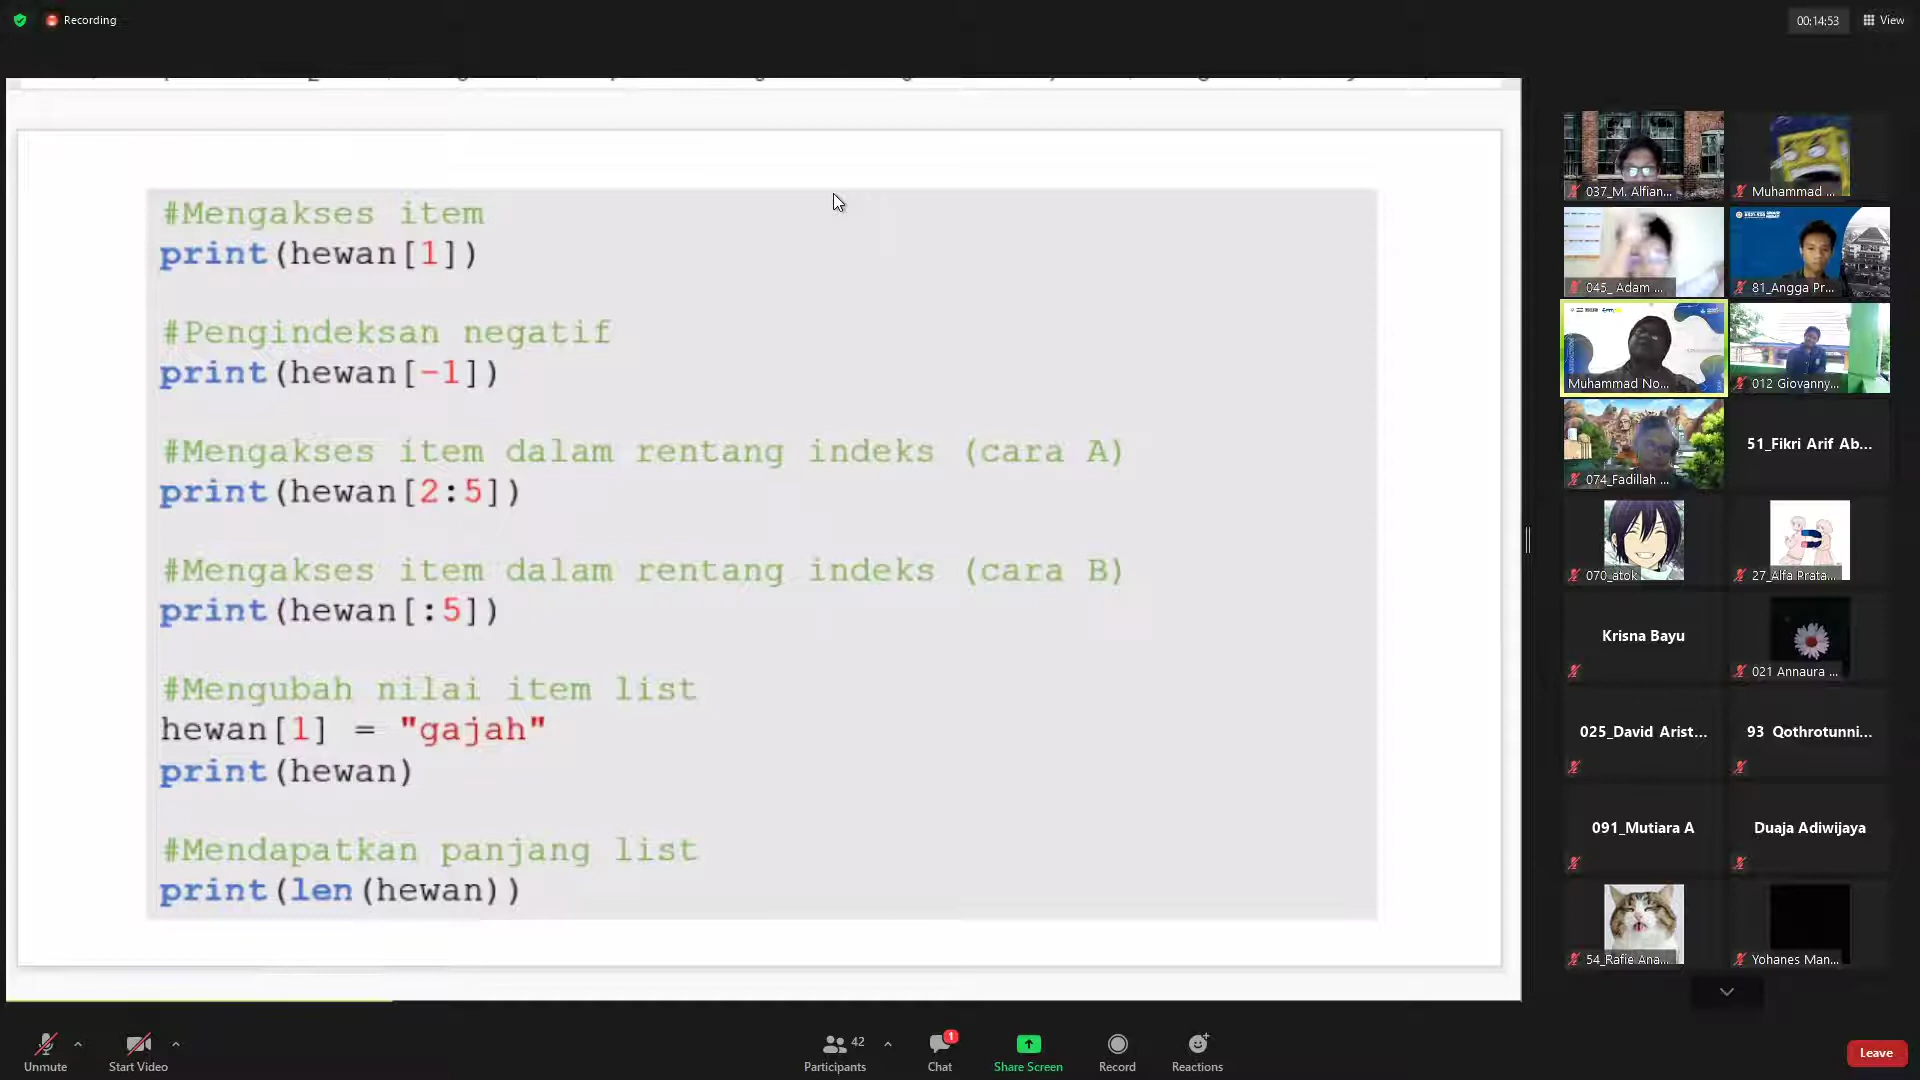 Recording
00:14:53
View
#Mengakses item
print(hewan[1])
#Pengindeksan negatif
print(hewan[-1])
#Mengakses item dalam rentang indeks (cara A)
print(hewan[2:5])
#Mengakses item dalam rentang indeks (cara B)
print(hewan[:5])
#Mengubah nilai item list
hewan[1] = "gajah"
print(hewan)
#Mendapatkan panjang list
print(len(hewan))
037_M. Alfian...
Muhammad ...
045_ Adam ...
81_Angga Pr...
Muhammad No...
012 Giovanny...
074_Fadillah ...
51_Fikri Arif Ab...
070_atok
27_Alfa Prata...
Krisna Bayu
021 Annaura ...
025_David Arist...
93 Qothrotunni...
091_Mutiara A
Duaja Adiwijaya
54_Rafie Ana...
Yohanes Man...
Unmute
Start Video
42
Participants
1
Chat
Share Screen
Record
Reactions
Leave